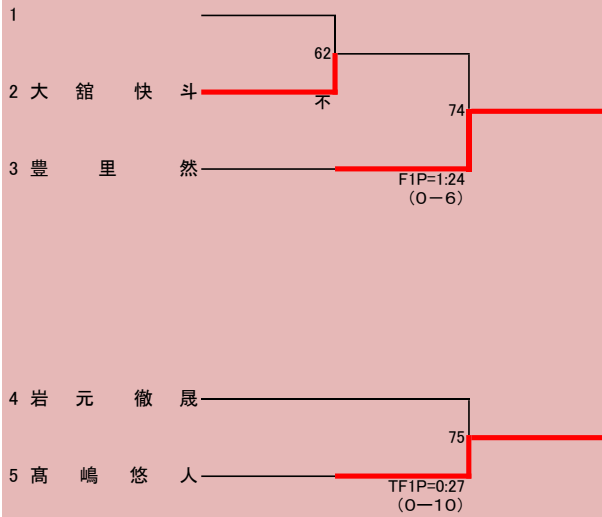 1
62
2 大舘快斗
不
74
3 豊里然
F1P=1:24
(0-6)
4 岩元徹晟
75
5 髙嶋悠人
TF1P=0:27
(0-10)